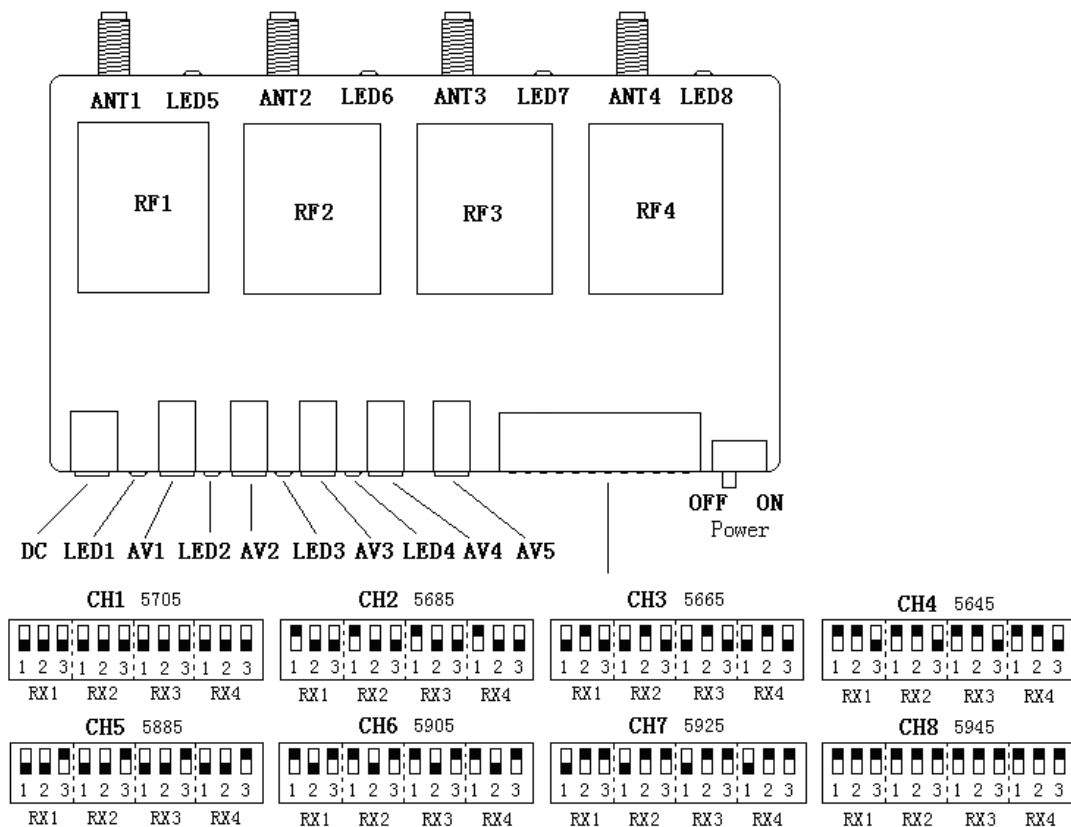 ANT1 LED5 ANT2 LED6 ANT3 LED7 ANT4 LED8
RF1 RF2 RF3 RF4
OFF ON
Power
DC LED1 AV1 LED2 AV2 LED3 AV3 LED4 AV4 AV5
CH1 5705 CH2 5685 CH3 5665 CH4 5645
1 2 3 1 2 3 1 2 3 1 2 3 1 2 3 1 2 3 1 2 3 1 2 3 1 2 3 1 2 3 1 2 3 1 2 3 1 2 3 1 2 3 1 2 3 1 2 3
RX1 RX2 RX3 RX4 RX1 RX2 RX3 RX4 RX1 RX2 RX3 RX4 RX1 RX2 RX3 RX4
CH5 5885 CH6 5905 CH7 5925 CH8 5945
1 2 3 1 2 3 1 2 3 1 2 3 1 2 3 1 2 3 1 2 3 1 2 3 1 2 3 1 2 3 1 2 3 1 2 3 1 2 3 1 2 3 1 2 3 1 2 3
RX1 RX2 RX3 RX4 RX1 RX2 RX3 RX4 RX1 RX2 RX3 RX4 RX1 RX2 RX3 RX4